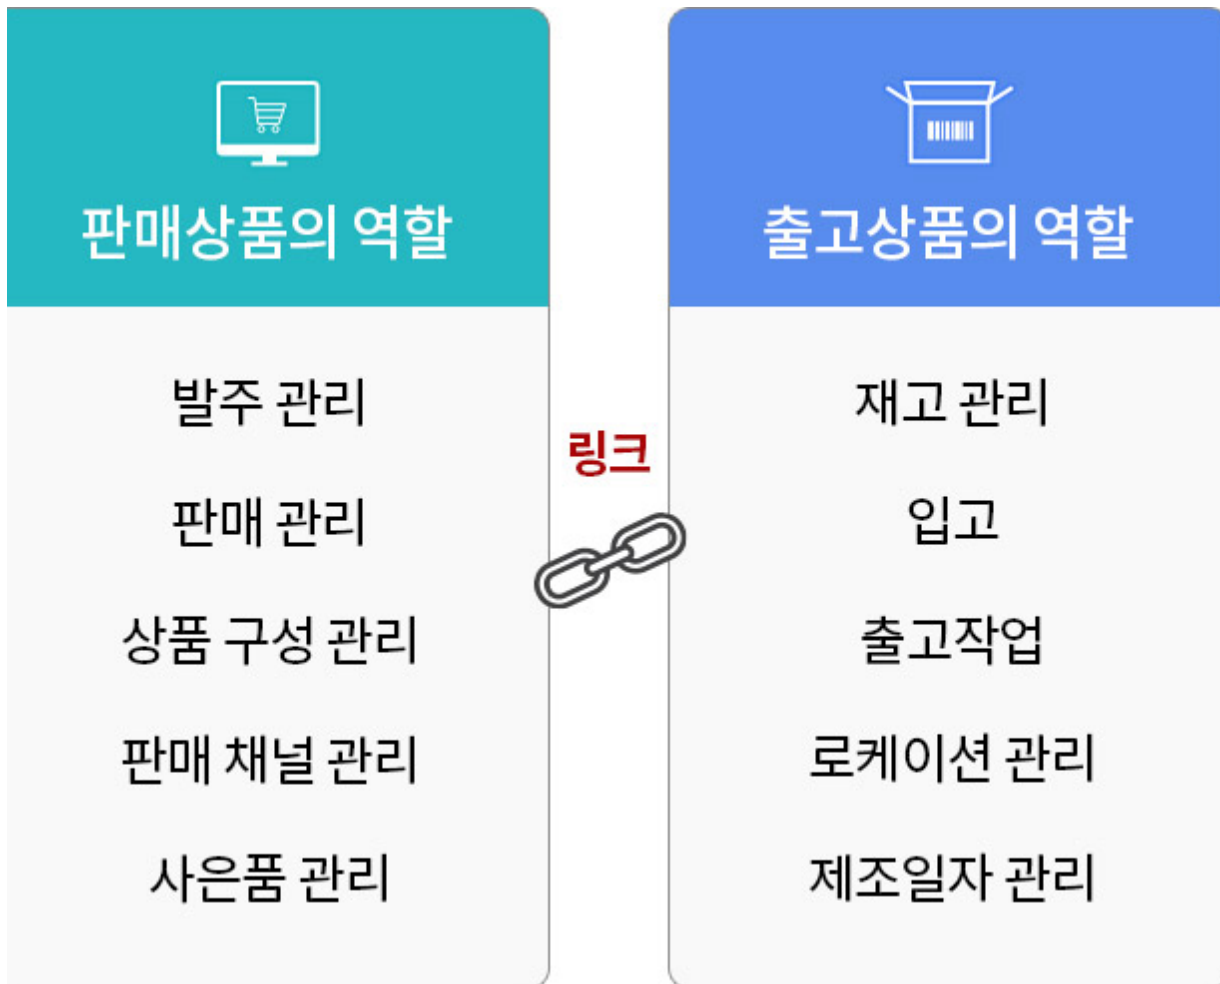 판매상품의 역할
발주 관리
판매 관리
상품 구성 관리
판매 채널 관리
사은품 관리
링크
출고상품의 역할
재고 관리
입고
출고작업
로케이션 관리
제조일자 관리